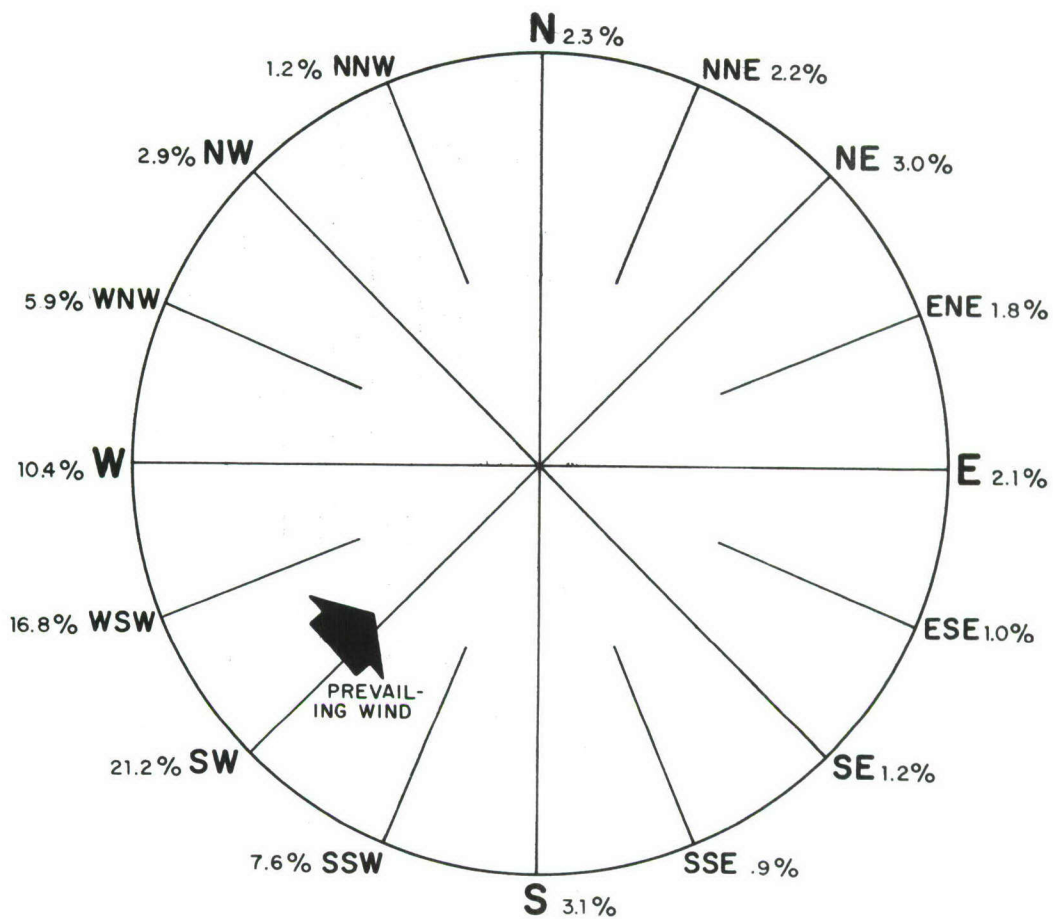 N 2.3%
1.2% NNW
NNE 2.2%
2.9% NW
NE 3.0%
5.9% WNW
ENE 1.8%
10.4% W
E 2.1%
16.8% WSW
ESE 1.0%
PREVAIL-
ING WIND
21.2% SW
SE 1.2%
7.6% SSW
SSE .9%
S 3.1%